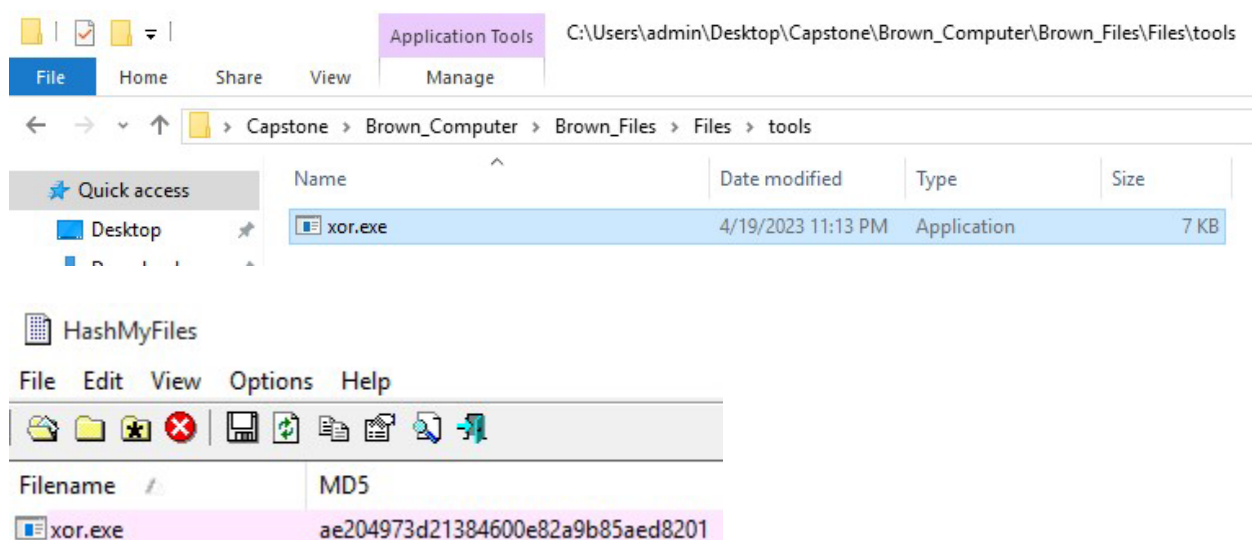 Application Tools C:\Users\admin\Desktop\Capstone\Brown_Computer\Brown_Files\Files\tools
File Home Share View Manage
Capstone > Brown_Computer > Brown_Files > Files > tools
Quick access Name Date modified Type Size
Desktop xor.exe 4/19/2023 11:13 PM Application 7 KB
HashMyFiles
File Edit View Options Help
Filename MD5
xor.exe ae204973d21384600e82a9b85aed8201